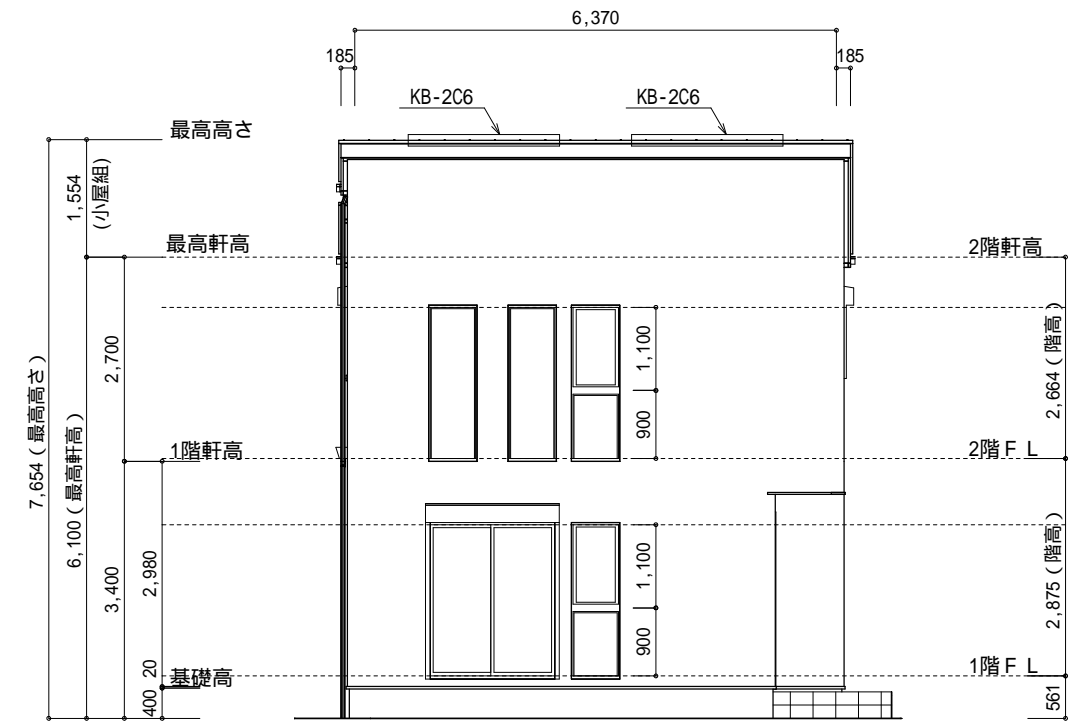 6,370
185
185
KB-2C6
KB-2C6
最高高さ
1,554
(小屋組)
最高軒高
2階軒高
2,700
1,100
900
2,664(階高)
7,654(最高高さ)
6,100(最高軒高)
1階軒高
2階FL
3,400
2,980
1,100
900
2,875(階高)
20
基礎高
1階FL
400
561